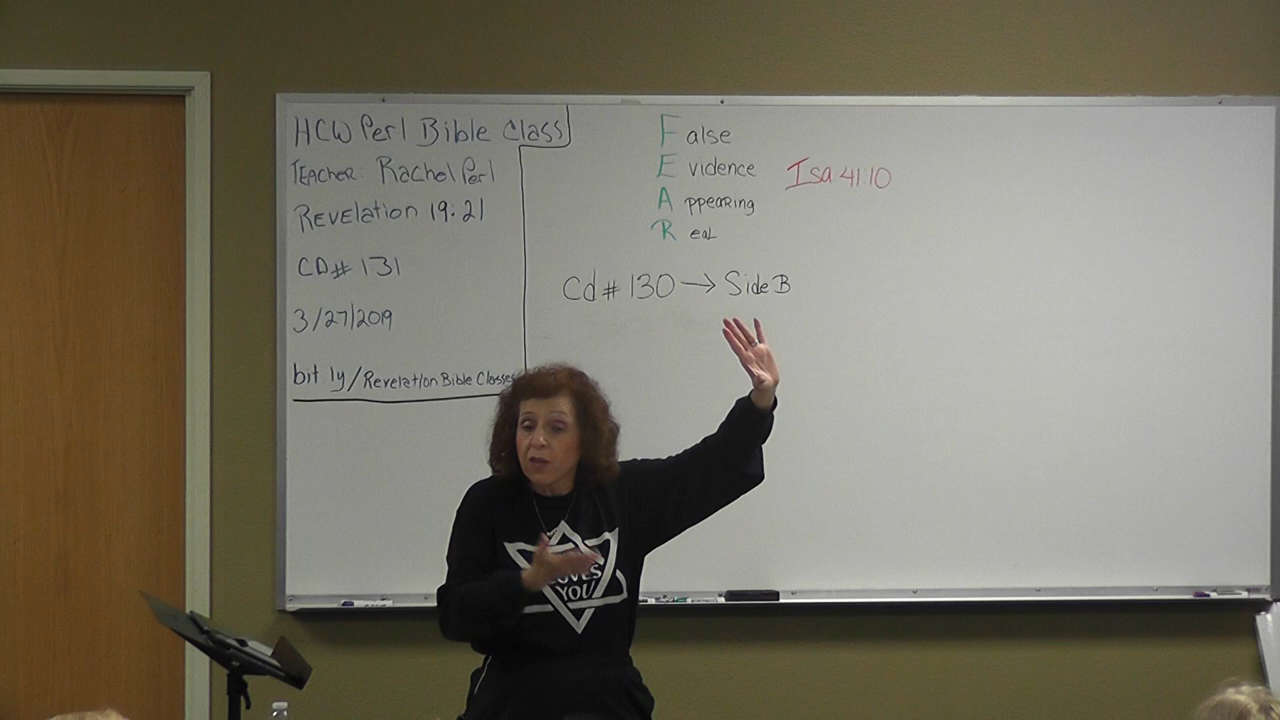 HCW Perl Bible Class
Teacher: Rachel Perl
Revelation 19:21
CD# 131
3/27/2019
bit ly/Revelation Bible Classes
False
Evidence
Appearing
Real
Isa 41:10
Cd # 130 → Side B
LOVES
YOU